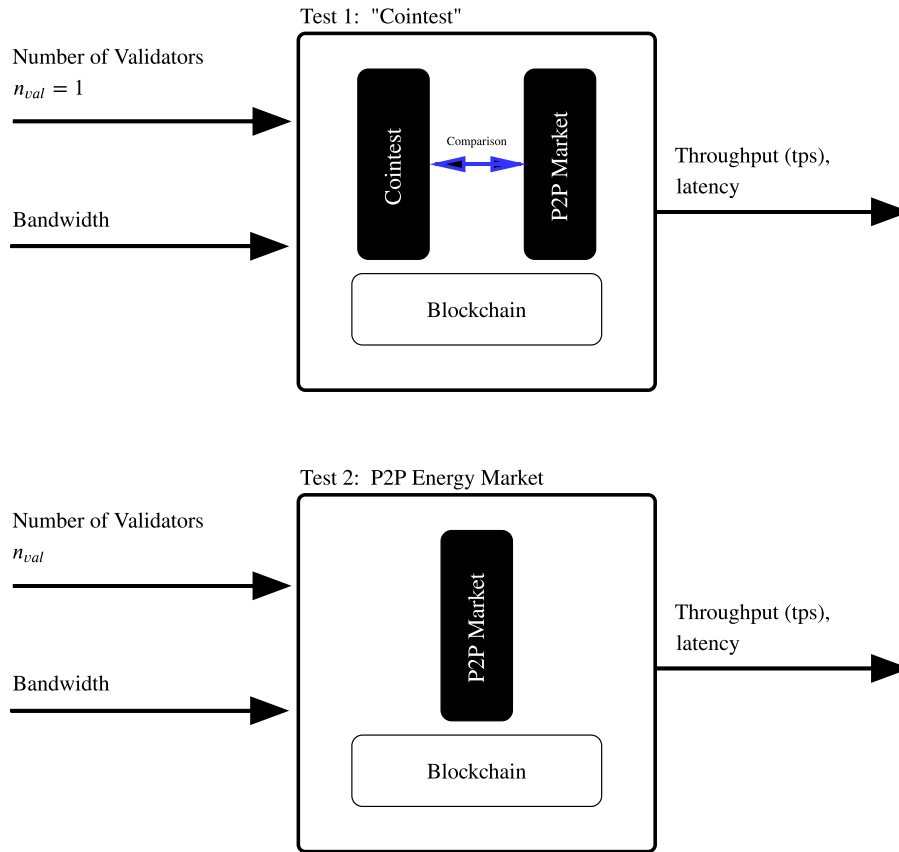 Test 1: "Cointest"
Number of Validators
n_val = 1
Bandwidth
Cointest
Comparison
P2P Market
Blockchain
Throughput (tps),
latency
Test 2: P2P Energy Market
Number of Validators
n_val
Bandwidth
P2P Market
Blockchain
Throughput (tps),
latency